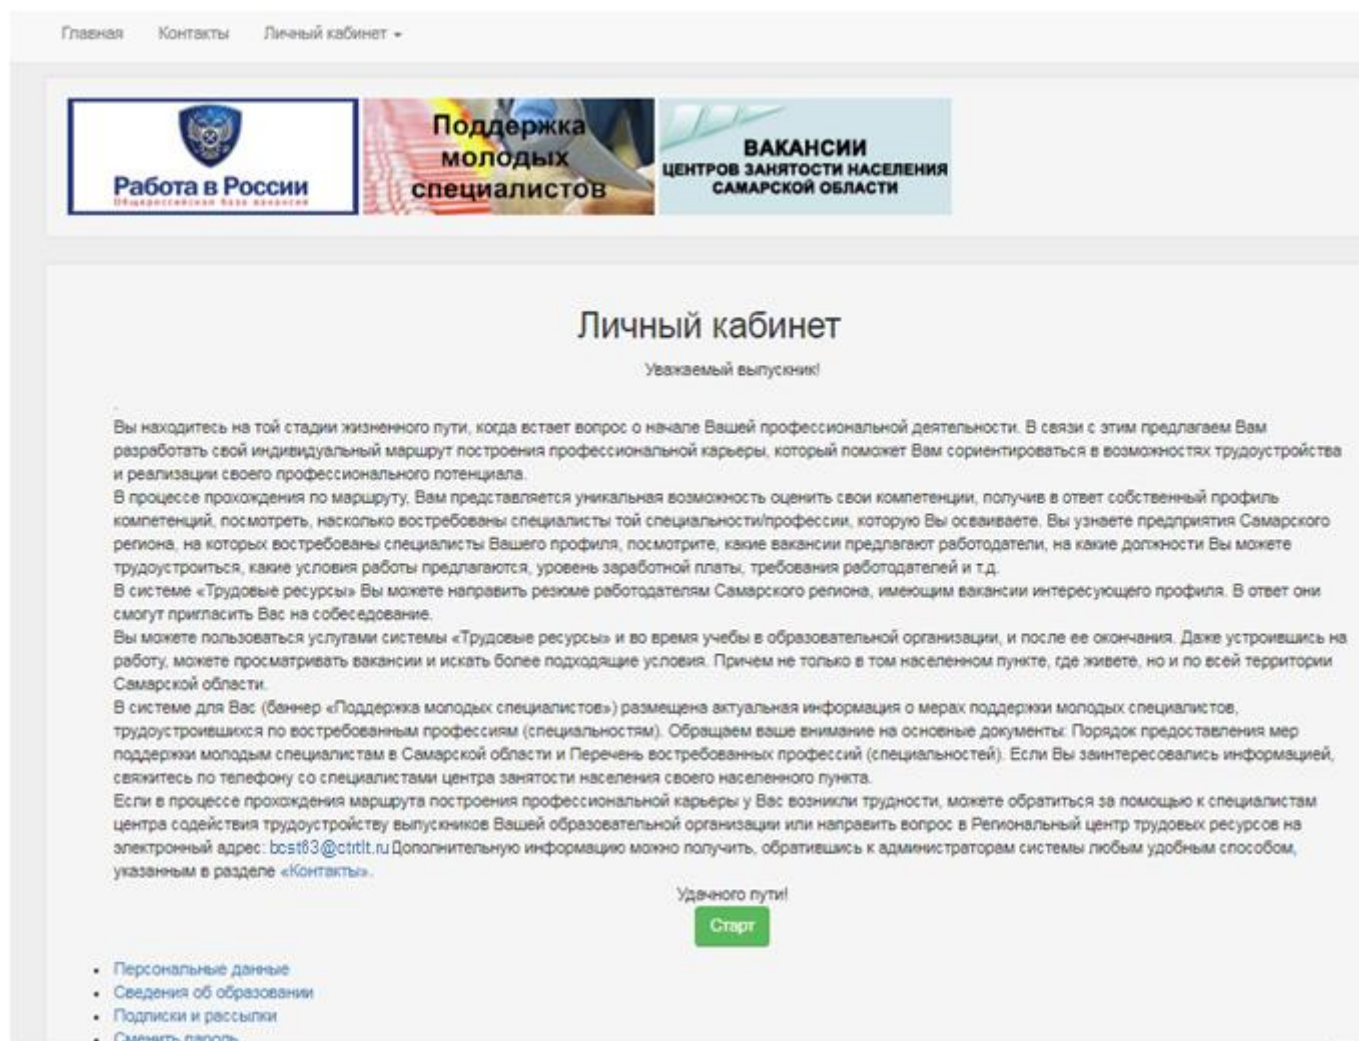 Главная Контакты Личный кабинет
Работа в России
Общероссийская база вакансий
Поддержка
молодых
специалистов
ВАКАНСИИ
ЦЕНТРОВ ЗАНЯТОСТИ НАСЕЛЕНИЯ
САМАРСКОЙ ОБЛАСТИ
Личный кабинет
Уважаемый выпускник!
.
Вы находитесь на той стадии жизненного пути, когда встает вопрос о начале Вашей профессиональной деятельности. В связи с этим предлагаем Вам
разработать свой индивидуальный маршрут построения профессиональной карьеры, который поможет Вам сориентироваться в возможностях трудоустройства
и реализации своего профессионального потенциала.
В процессе прохождения по маршруту, Вам представляется уникальная возможность оценить свои компетенции, получив в ответ собственный профиль
компетенций, посмотреть, насколько востребованы специалисты той специальности/профессии, которую Вы осваиваете. Вы узнаете предприятия Самарского
региона, на которых востребованы специалисты Вашего профиля, посмотрите, какие вакансии предлагают работодатели, на какие должности Вы можете
трудоустроиться, какие условия работы предлагаются, уровень заработной платы, требования работодателей и т.д.
В системе «Трудовые ресурсы» Вы можете направить резюме работодателям Самарского региона, имеющим вакансии интересующего профиля. В ответ они
смогут пригласить Вас на собеседование.
Вы можете пользоваться услугами системы «Трудовые ресурсы» и во время учебы в образовательной организации, и после ее окончания. Даже устроившись на
работу, можете просматривать вакансии и искать более подходящие условия. Причем не только в том населенном пункте, где живете, но и по всей территории
Самарской области.
В системе для Вас (баннер «Поддержка молодых специалистов») размещена актуальная информация о мерах поддержки молодых специалистов,
трудоустроившихся по востребованным профессиям (специальностям). Обращаем ваше внимание на основные документы: Порядок предоставления мер
поддержки молодым специалистам в Самарской области и Перечень востребованных профессий (специальностей). Если Вы заинтересовались информацией,
свяжитесь по телефону со специалистами центра занятости населения своего населенного пункта.
Если в процессе прохождения маршрута построения профессиональной карьеры у Вас возникли трудности, можете обратиться за помощью к специалистам
центра содействия трудоустройству выпускников Вашей образовательной организации или направить вопрос в Региональный центр трудовых ресурсов на
электронный адрес: bcst63@ctrtlt.ru Дополнительную информацию можно получить, обратившись к администраторам системы любым удобным способом,
указанным в разделе «Контакты».
Удачного пути!
Старт
Персональные данные
Сведения об образовании
Подписки и рассылки
Сменить пароль